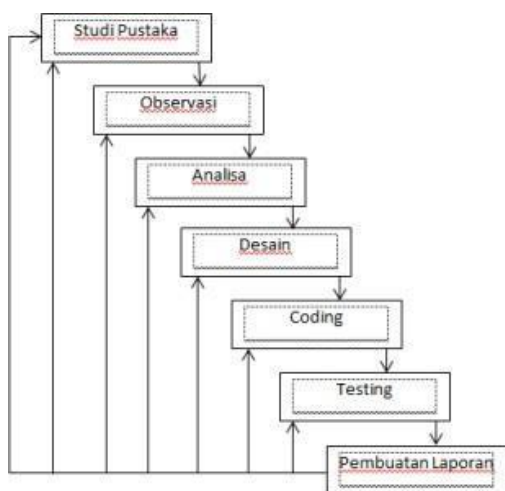 Studi Pustaka
Observasi
Analisa
Desain
Coding
Testing
Pembuatan Laporan